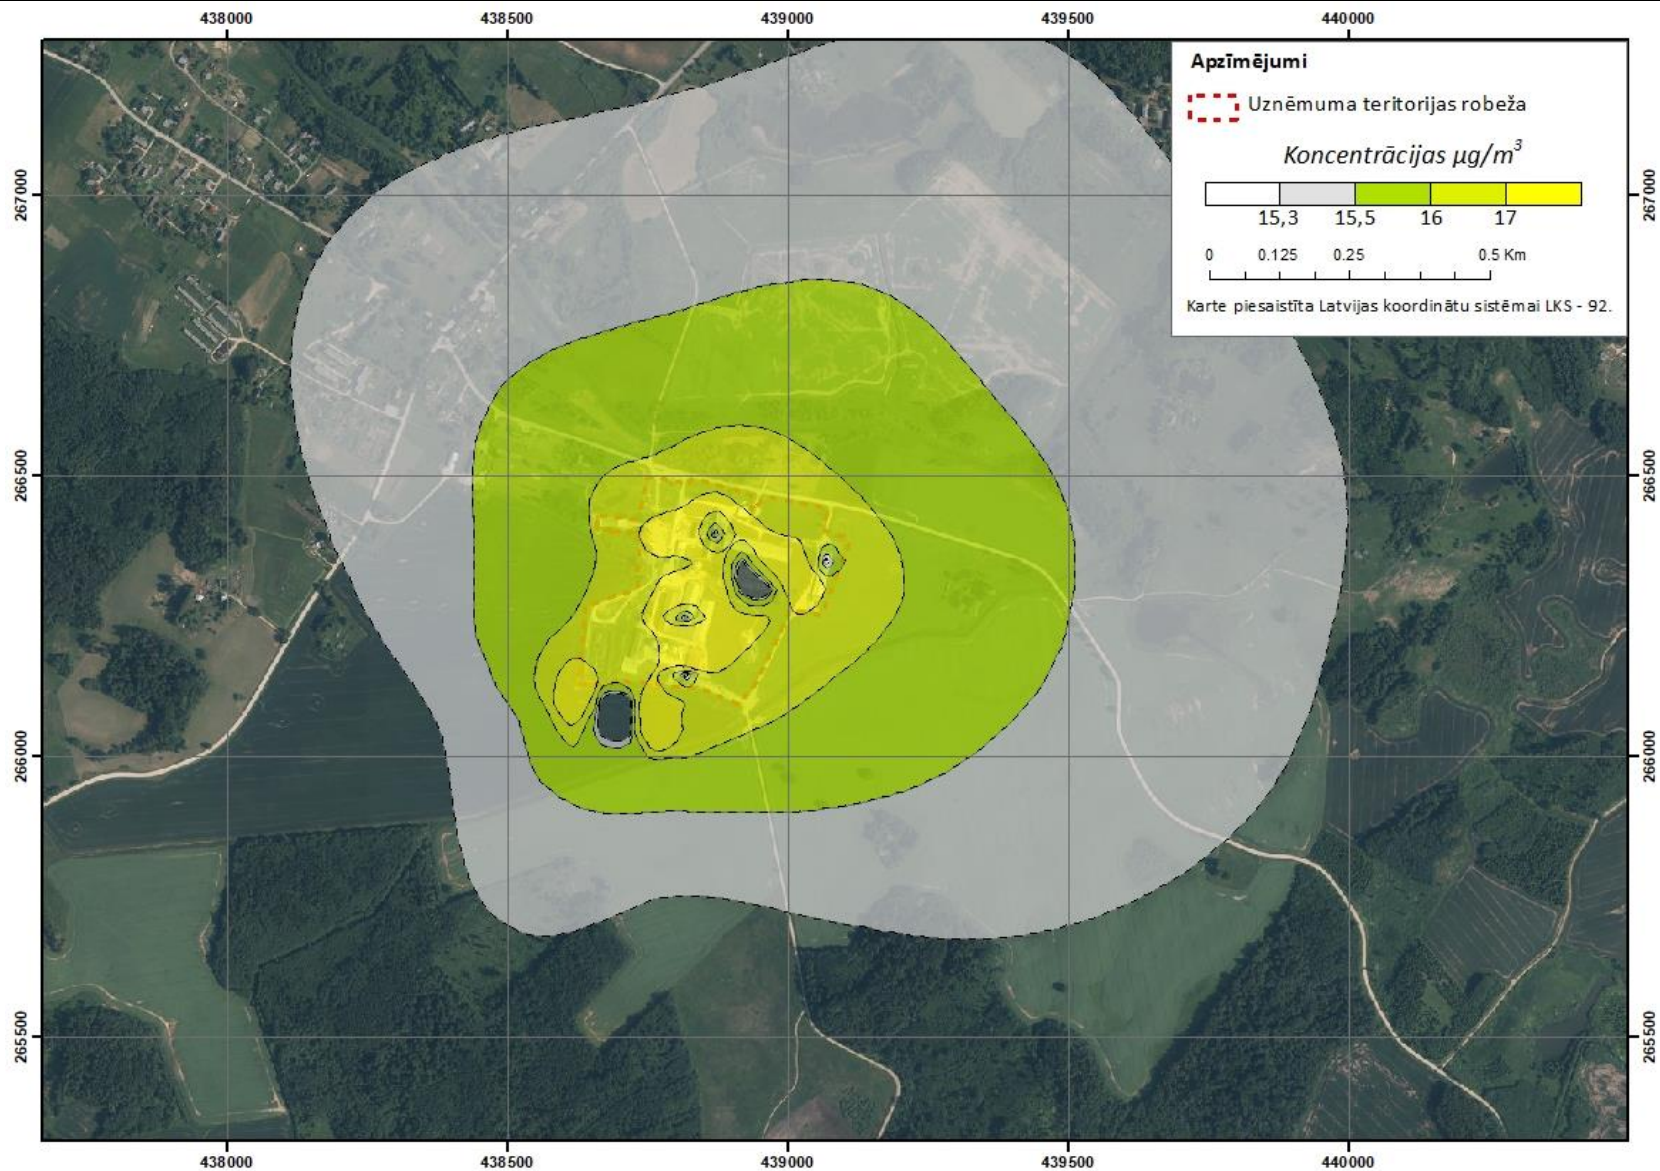 438000 438500 439000 439500 440000
Apzīmējumi
Uzņēmuma teritorijas robeža
Koncentrācijas µg/m³
15,3 15,5 16 17
0 0.125 0.25 0.5 Km
Karte piesaistīta Latvijas koordinātu sistēmai LKS - 92.
267000 267000
266500 266500
266000 266000
265500 265500
438000 438500 439000 439500 440000